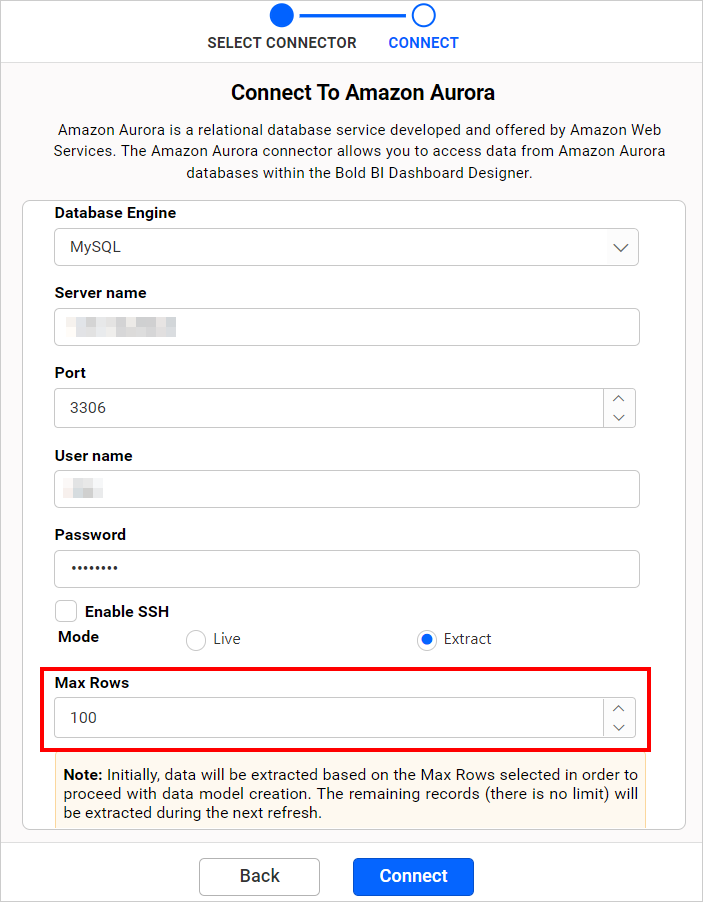 SELECT CONNECTOR CONNECT
Connect To Amazon Aurora
Amazon Aurora is a relational database service developed and offered by Amazon Web
Services. The Amazon Aurora connector allows you to access data from Amazon Aurora
databases within the Bold BI Dashboard Designer.
Database Engine
MySQL
Server name
Port
3306
User name
Password
••••••••
Enable SSH
Mode Live Extract
Max Rows
100
Note: Initially, data will be extracted based on the Max Rows selected in order to
proceed with data model creation. The remaining records (there is no limit) will
be extracted during the next refresh.
Back Connect